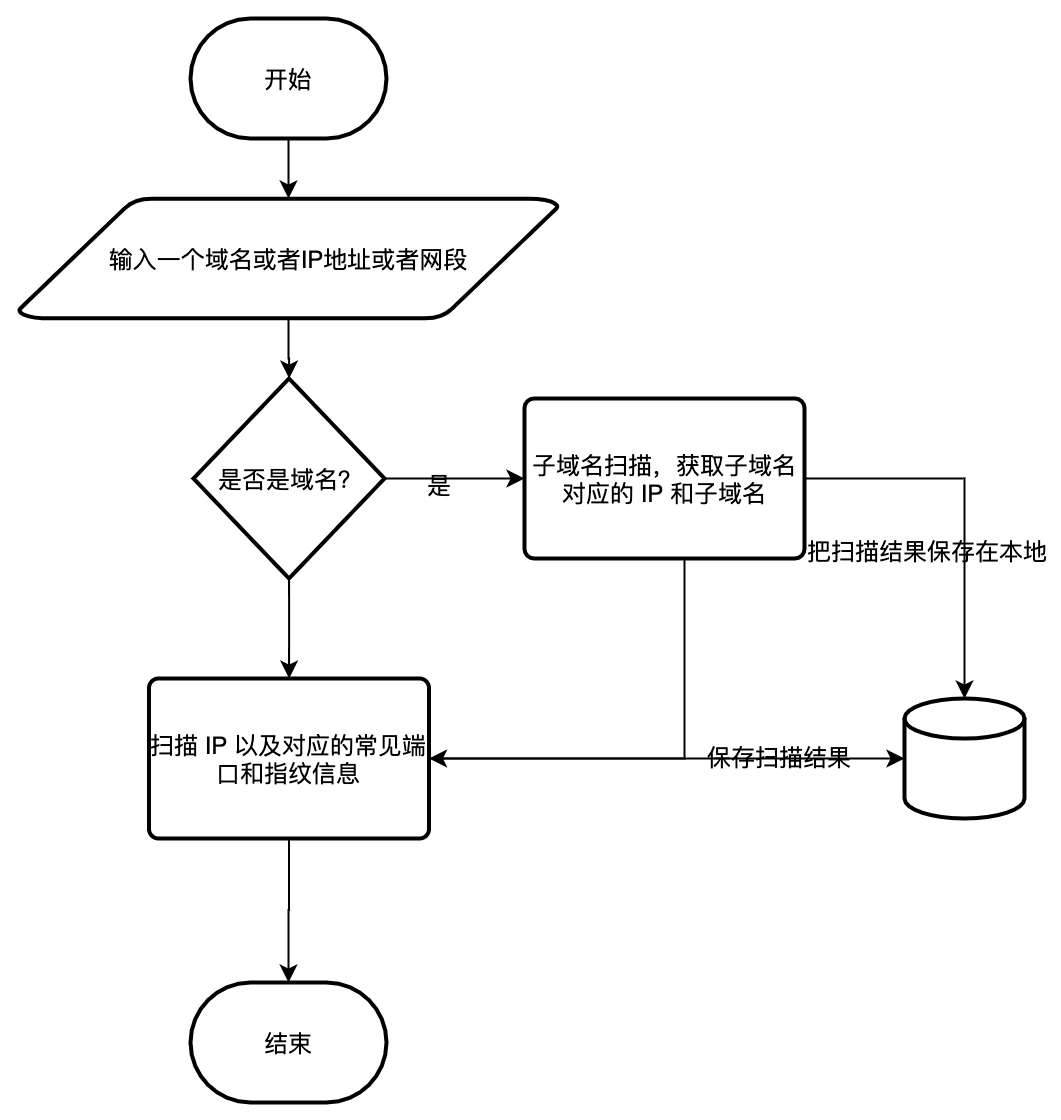 开始
输入一个域名或者IP地址或者网段
是否是域名?
是
子域名扫描，获取子域名
对应的 IP 和子域名
把扫描结果保存在本地
扫描 IP 以及对应的常见端
口和指纹信息
保存扫描结果
结束